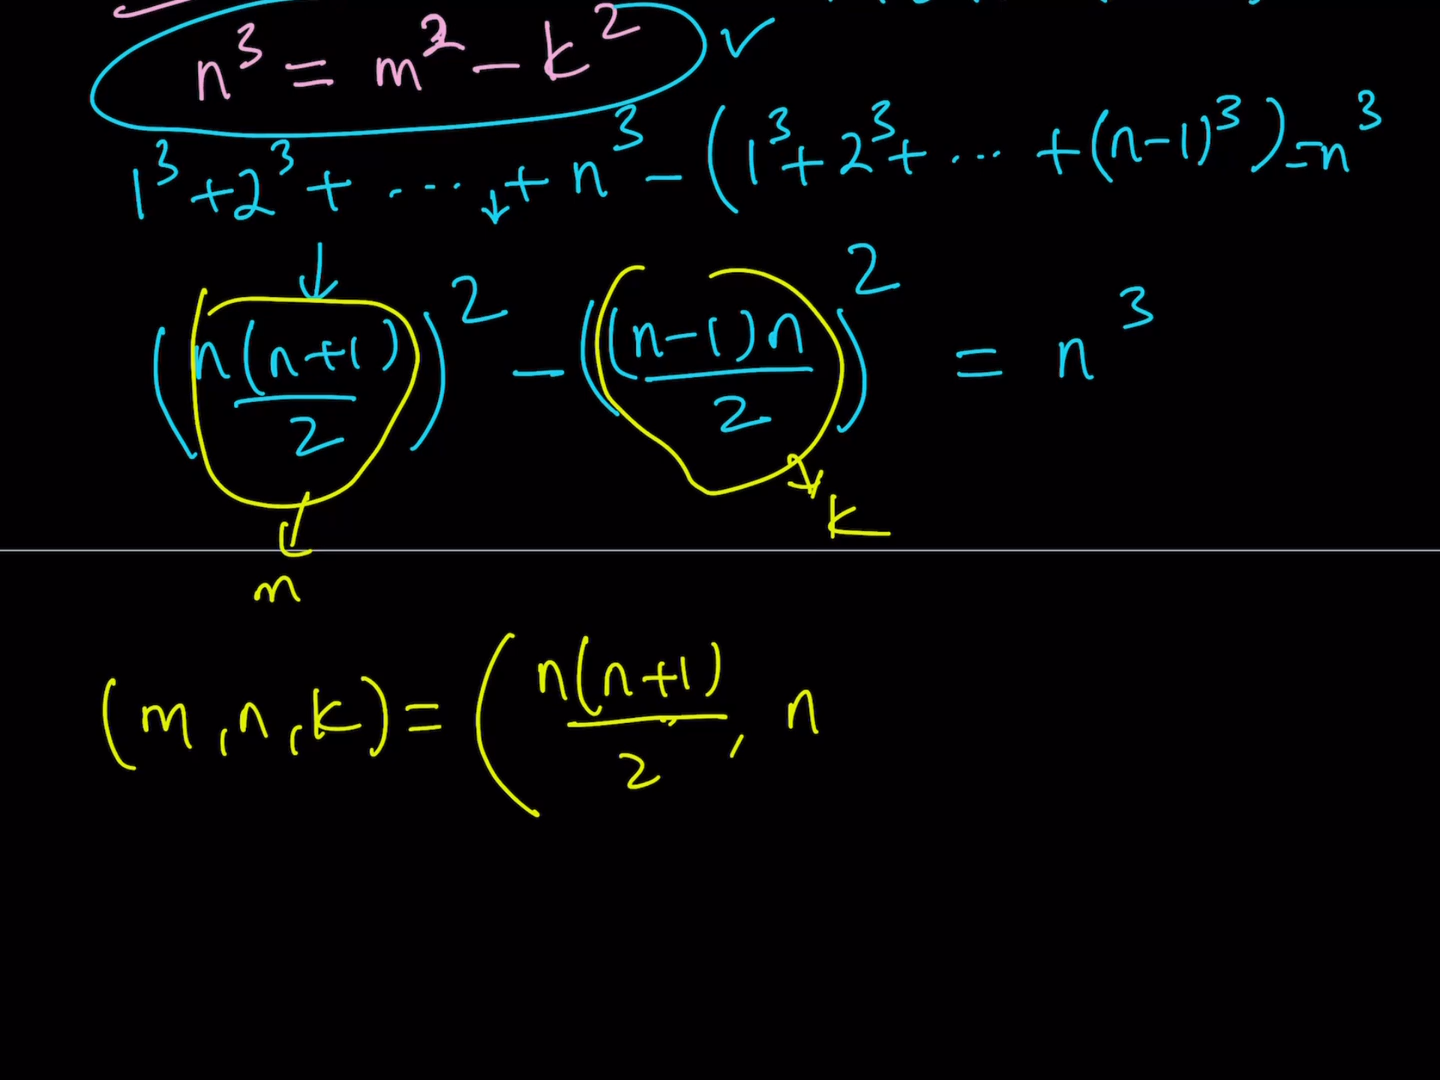 n³ = m² - k² ✓
1³ + 2³ + ... + n³ - (1³ + 2³ + ... + (n-1)³) = n³
(n(n+1)/2)² - ((n-1)n/2)² = n³
k
m
(m, n, k) = (n(n+1)/2, n